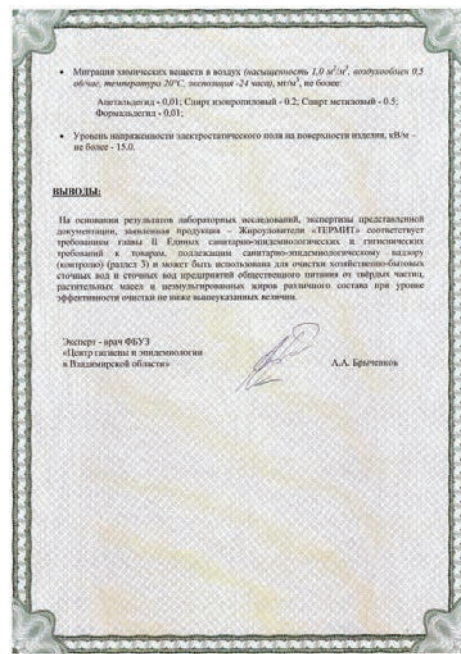 • Миграция химических веществ в воздух (насыщенность 1,0 м²/м³, воздухообмен 0,5
об/час, температура 20°С, экспозиция -24 часа), мг/м³, не более:
Ацетальдегид - 0,01; Спирт изопропиловый - 0.2; Спирт метиловый - 0.5;
Формальдегид - 0,01;
• Уровень напряженности электростатического поля на поверхности изделия, кВ/м –
не более - 15.0.
ВЫВОДЫ:
На основании результатов лабораторных исследований, экспертизы представленной
документации, заявленная продукция – Жироуловители «ТЕРМИТ» соответствует
требованиям главы II Единых санитарно-эпидемиологических и гигиенических
требований к товарам, подлежащим санитарно-эпидемиологическому надзору
(контролю) (раздел 3) и может быть использована для очистки хозяйственно-бытовых
сточных вод и сточных вод предприятий общественного питания от твёрдых частиц,
растительных масел и неэмульгированных жиров различного состава при уровне
эффективности очистки не ниже вышеуказанных величин.
Эксперт - врач ФБУЗ
«Центр гигиены и эпидемиологии
в Владимирской области»
А.А. Брыченков